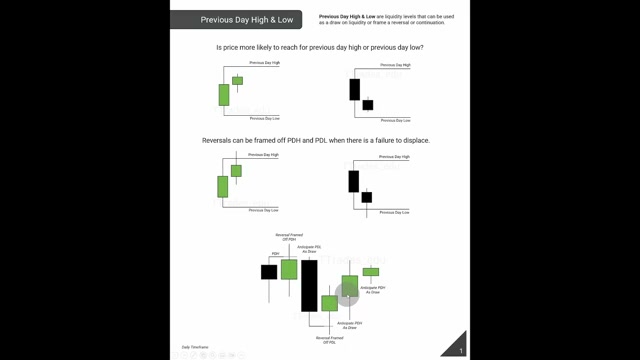 Previous Day High & Low
Previous Day High & Low are liquidity levels that can be used
as a draw on liquidity or frame a reversal or continuation.
Is price more likely to reach for previous day high or previous day low?
Previous Day High
Previous Day High
Previous Day Low
Previous Day Low
Reversals can be framed off PDH and PDL when there is a failure to displace.
Previous Day High
Previous Day High
Previous Day Low
Previous Day Low
Reversal Framed
Off PDH
Anticipate PDL
As Draw
PDH
Anticipate PDH
As Draw
Anticipate PDH
As Draw
Reversal Framed
Off PDL
Daily Timeframe
1